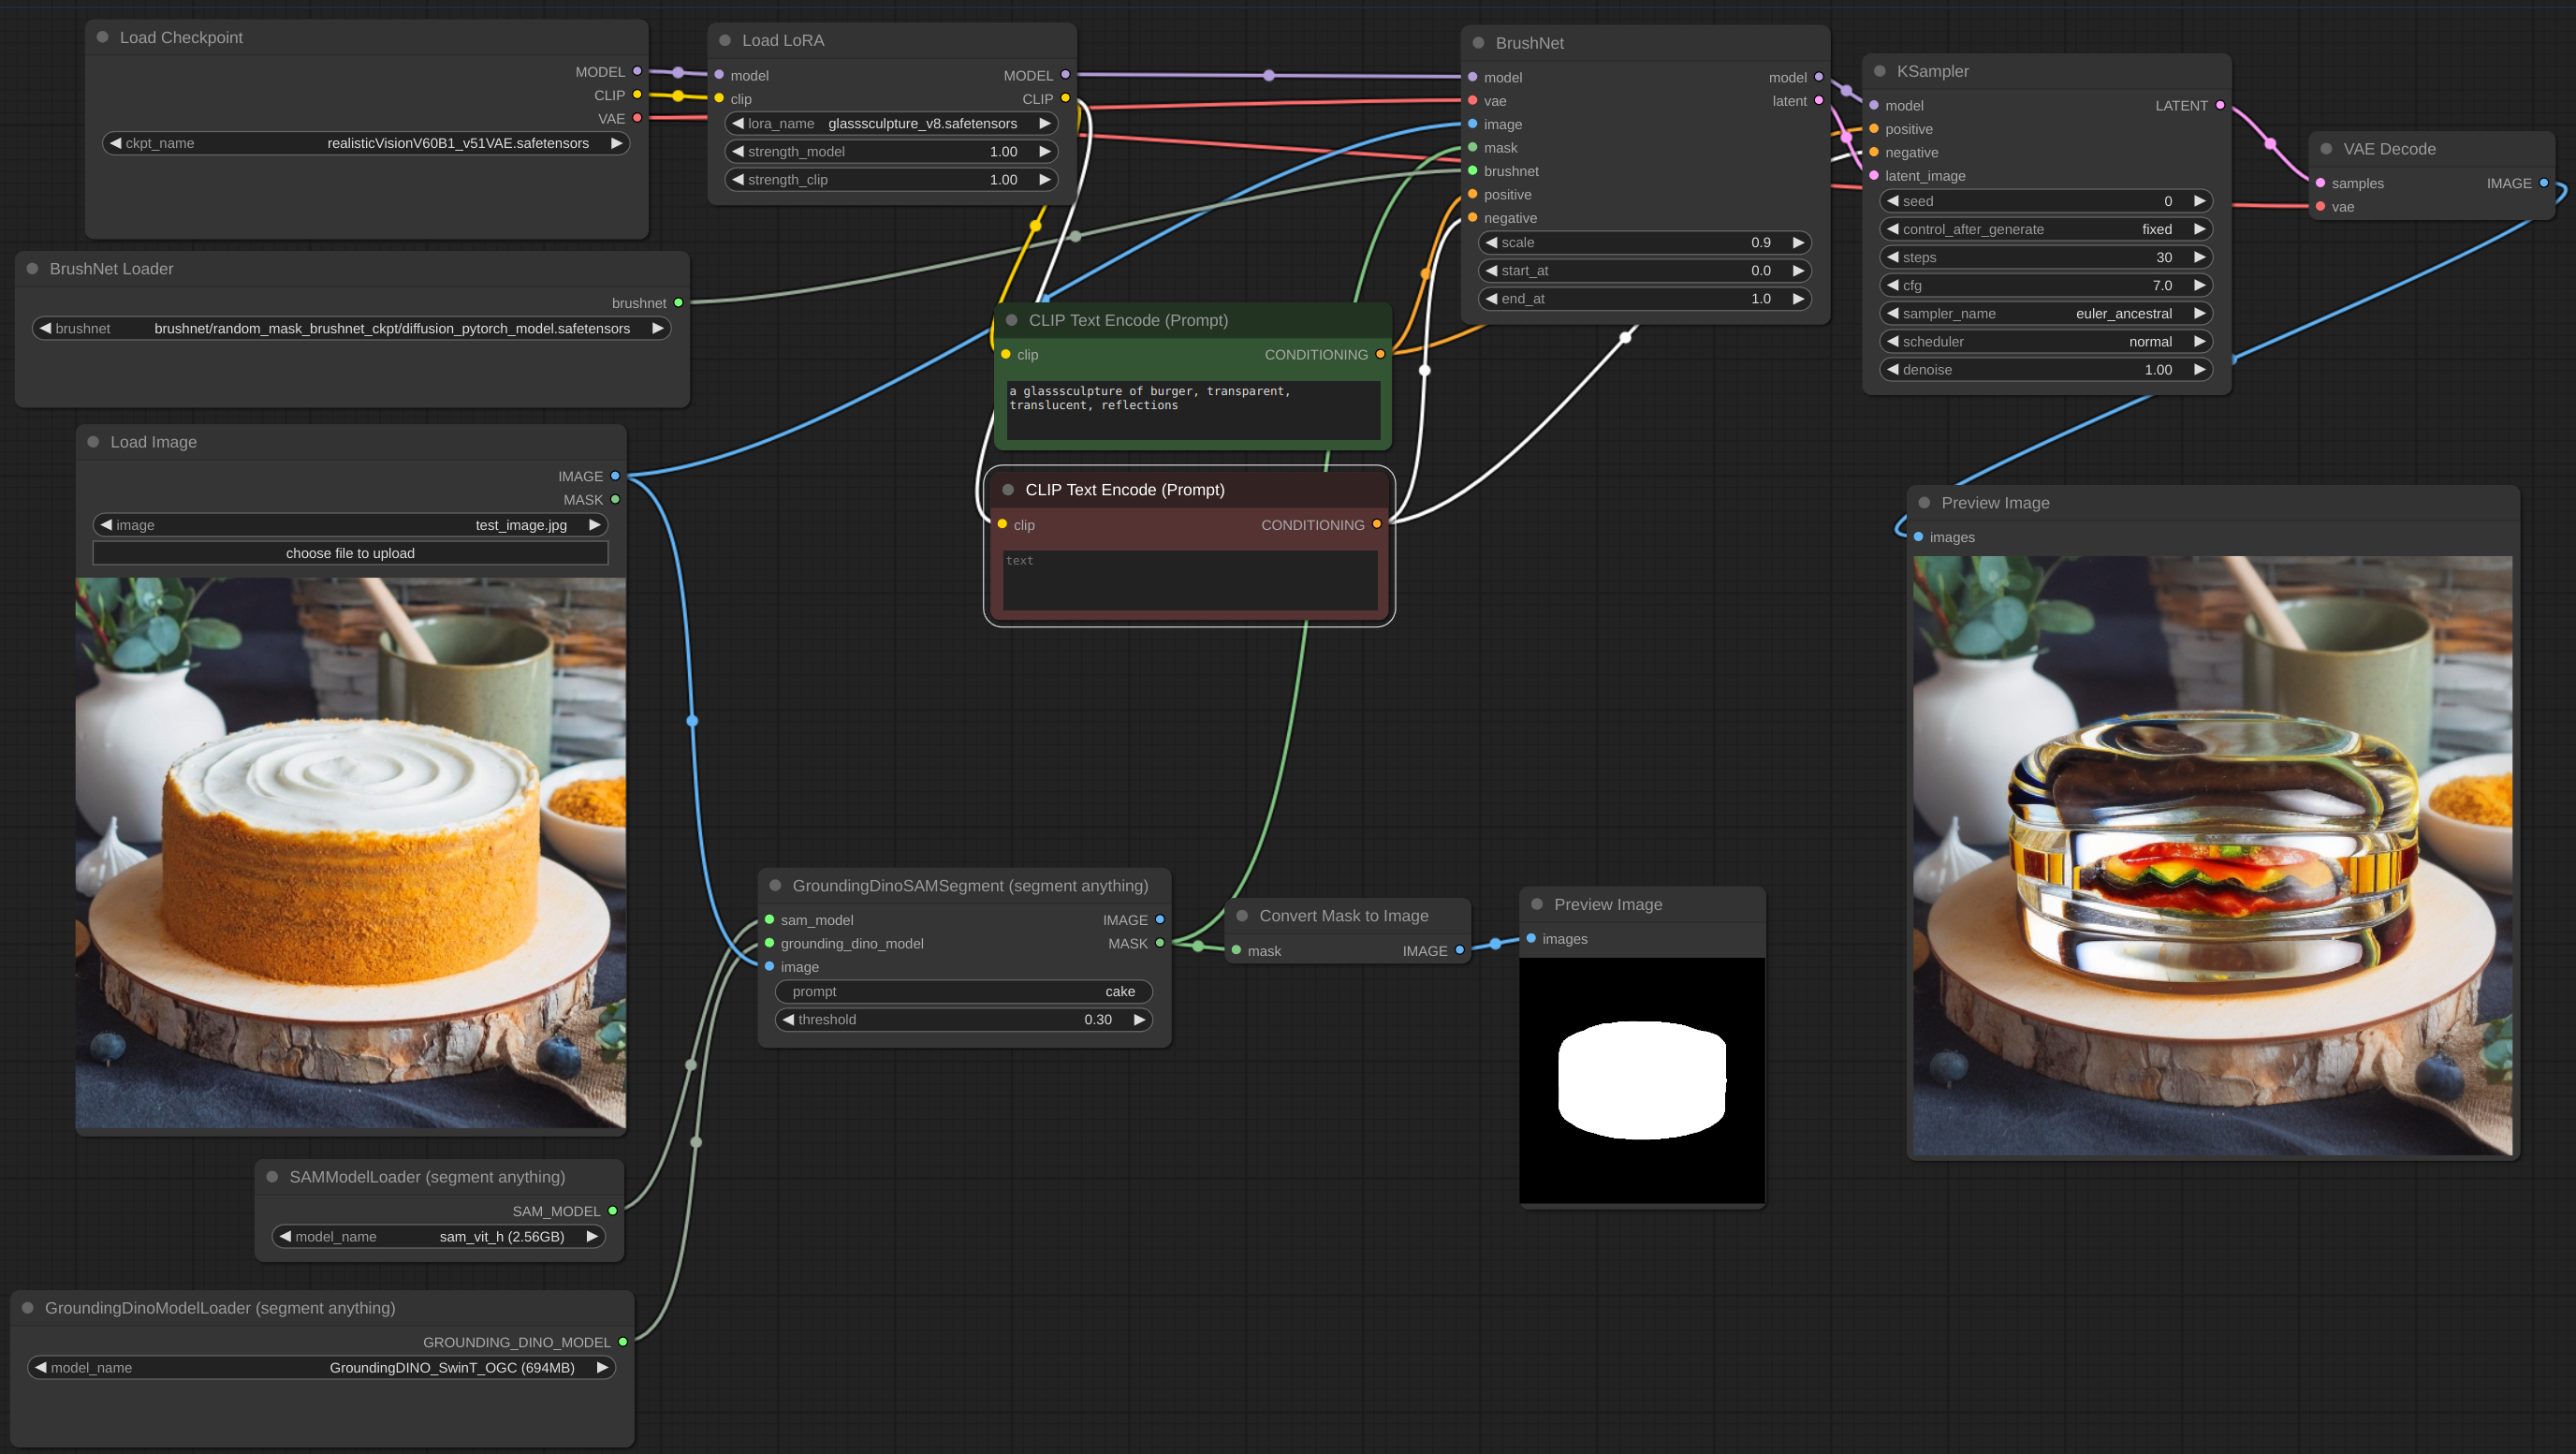 Load Checkpoint
MODEL
CLIP
VAE
ckpt_name realisticVisionV60B1_v51VAE.safetensors
Load LoRA
model MODEL
clip CLIP
lora_name glasssculpture_v8.safetensors
strength_model 1.00
strength_clip 1.00
BrushNet
model model
vae latent
image
mask
brushnet
positive
negative
scale 0.9
start_at 0.0
end_at 1.0
KSampler
model LATENT
positive
negative
latent_image
seed 0
control_after_generate fixed
steps 30
cfg 7.0
sampler_name euler_ancestral
scheduler normal
denoise 1.00
VAE Decode
samples IMAGE
vae
BrushNet Loader
brushnet
brushnet brushnet/random_mask_brushnet_ckpt/diffusion_pytorch_model.safetensors
CLIP Text Encode (Prompt)
clip CONDITIONING
a glasssculpture of burger, transparent,
translucent, reflections
CLIP Text Encode (Prompt)
clip CONDITIONING
text
Load Image
IMAGE
MASK
image test_image.jpg
choose file to upload
Preview Image
images
GroundingDinoSAMSegment (segment anything)
sam_model IMAGE
grounding_dino_model MASK
image
prompt cake
threshold 0.30
Convert Mask to Image
mask IMAGE
Preview Image
images
SAMModelLoader (segment anything)
SAM_MODEL
model_name sam_vit_h (2.56GB)
GroundingDinoModelLoader (segment anything)
GROUNDING_DINO_MODEL
model_name GroundingDINO_SwinT_OGC (694MB)